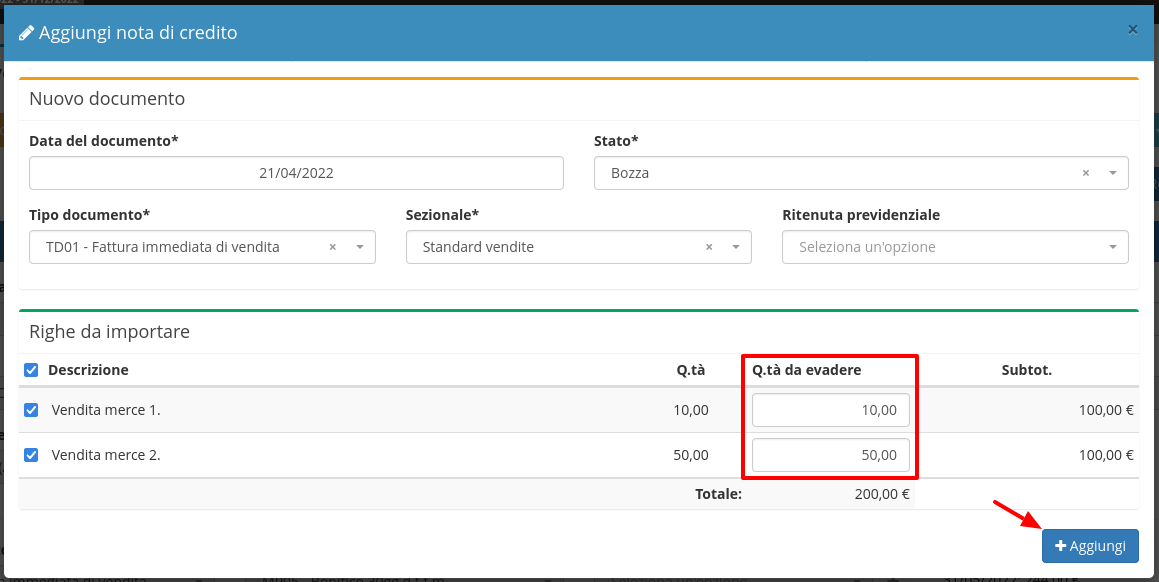 Aggiungi nota di credito ×
Nuovo documento
Data del documento* Stato*
21/04/2022 Bozza ×
Tipo documento* Sezionale* Ritenuta previdenziale
TD01 - Fattura immediata di vendita × Standard vendite × Seleziona un'opzione
Righe da importare
Descrizione Q.tà Q.tà da evadere Subtot.
Vendita merce 1. 10,00 10,00 100,00 €
Vendita merce 2. 50,00 50,00 100,00 €
Totale: 200,00 €
+ Aggiungi